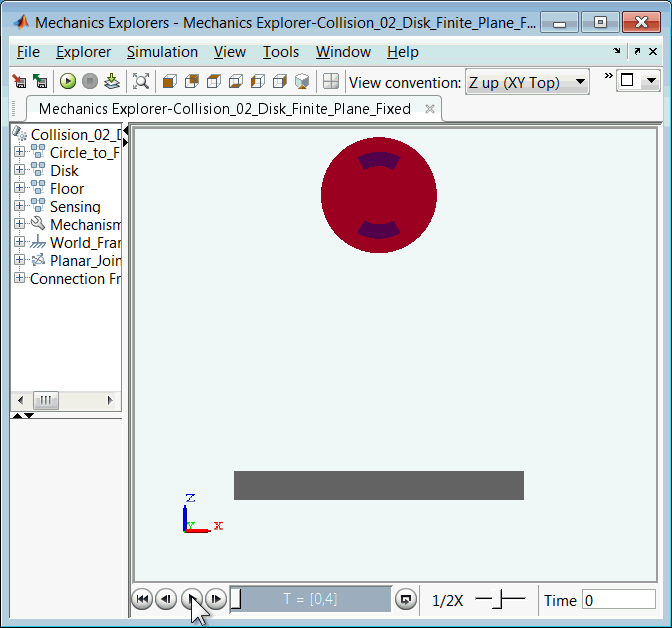 Mechanics Explorers - Mechanics Explorer-Collision_02_Disk_Finite_Plane_F...
File Explorer Simulation View Tools Window Help
View convention: Z up (XY Top)
»
Mechanics Explorer-Collision_02_Disk_Finite_Plane_Fixed
Collision_02_D
Circle_to_F
Disk
Floor
Sensing
Mechanism
World_Fra
Planar_Join
Connection Fr
Z
Y X
T = [0,4]
1/2X
Time 0